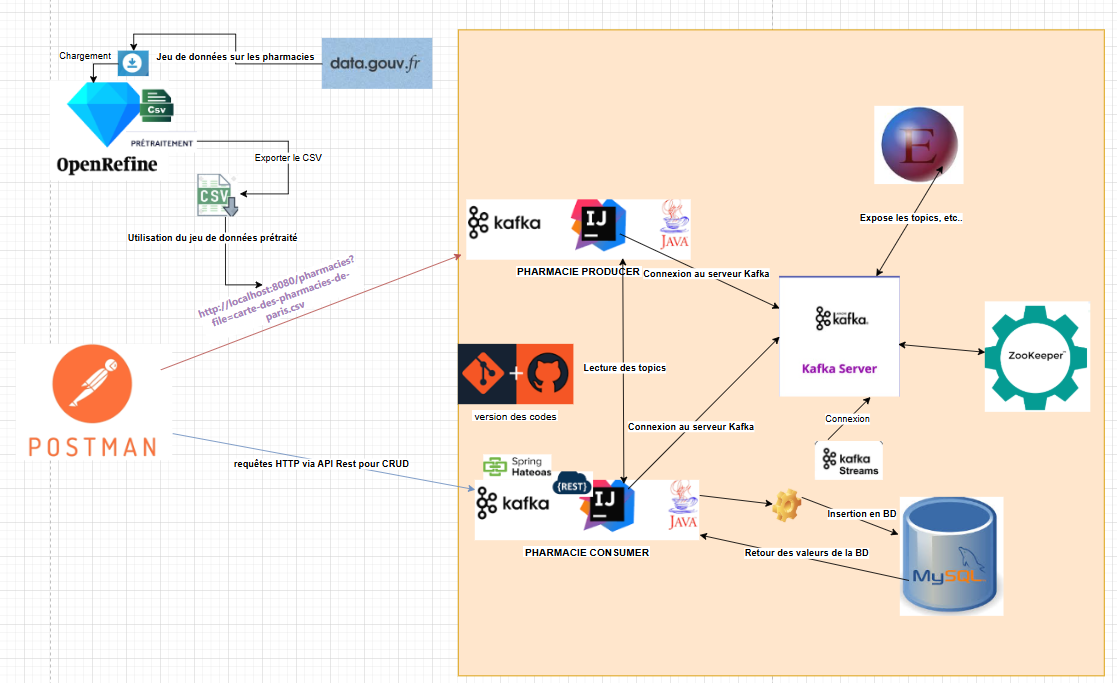 Chargement
Jeu de données sur les pharmacies
data.gouv.fr
Csv
PRÉTRAITEMENT
OpenRefine
Exporter le CSV
CSV
Utilisation du jeu de données prétraité
http://localhost:8080/pharmacies?
file=carte-des-pharmacies-de-
paris.csv
POSTMAN
requêtes HTTP via API Rest pour CRUD
kafka
IJ
JAVA
PHARMACIE PRODUCER
Connexion au serveur Kafka
E
Expose les topics, etc..
kafka.
Kafka Server
ZooKeeper
Lecture des topics
+
version des codes
Connexion au serveur Kafka
Connexion
kafka
Streams
Spring
Hateoas
{REST}
kafka
IJ
JAVA
PHARMACIE CONSUMER
Insertion en BD
Retour des valeurs de la BD
MySQL